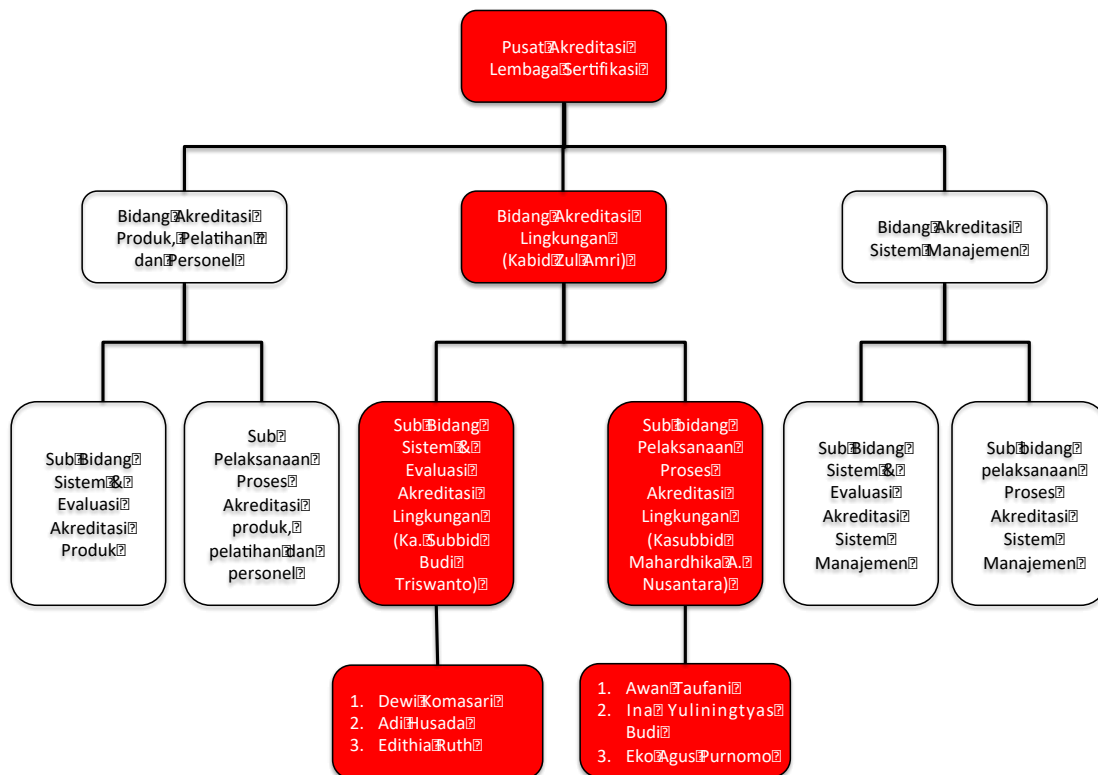 Pusat Akreditasi
Lembaga Sertifikasi
Bidang Akreditasi
Produk, Pelatihan
dan Personel
Bidang Akreditasi
Lingkungan
(Kabid Zul Amri)
Bidang Akreditasi
Sistem Manajemen
Sub Bidang
Sistem &
Evaluasi
Akreditasi
Produk
Sub
Pelaksanaan
Proses
Akreditasi
produk,
pelatihan dan
personel
Sub Bidang
Sistem &
Evaluasi
Akreditasi
Lingkungan
(Ka. Subbid
Budi
Triswanto)
Sub bidang
Pelaksanaan
Proses
Akreditasi
Lingkungan
(Kasubbid
Mahardhika A.
Nusantara)
Sub Bidang
Sistem &
Evaluasi
Akreditasi
Sistem
Manajemen
Sub bidang
pelaksanaan
Proses
Akreditasi
Sistem
Manajemen
1. Dewi Komasari
2. Adi Husada
3. Edithia Ruth
1. Awan Taufani
2. Ina Yuliningtyas
Budi
3. Eko Agus Purnomo